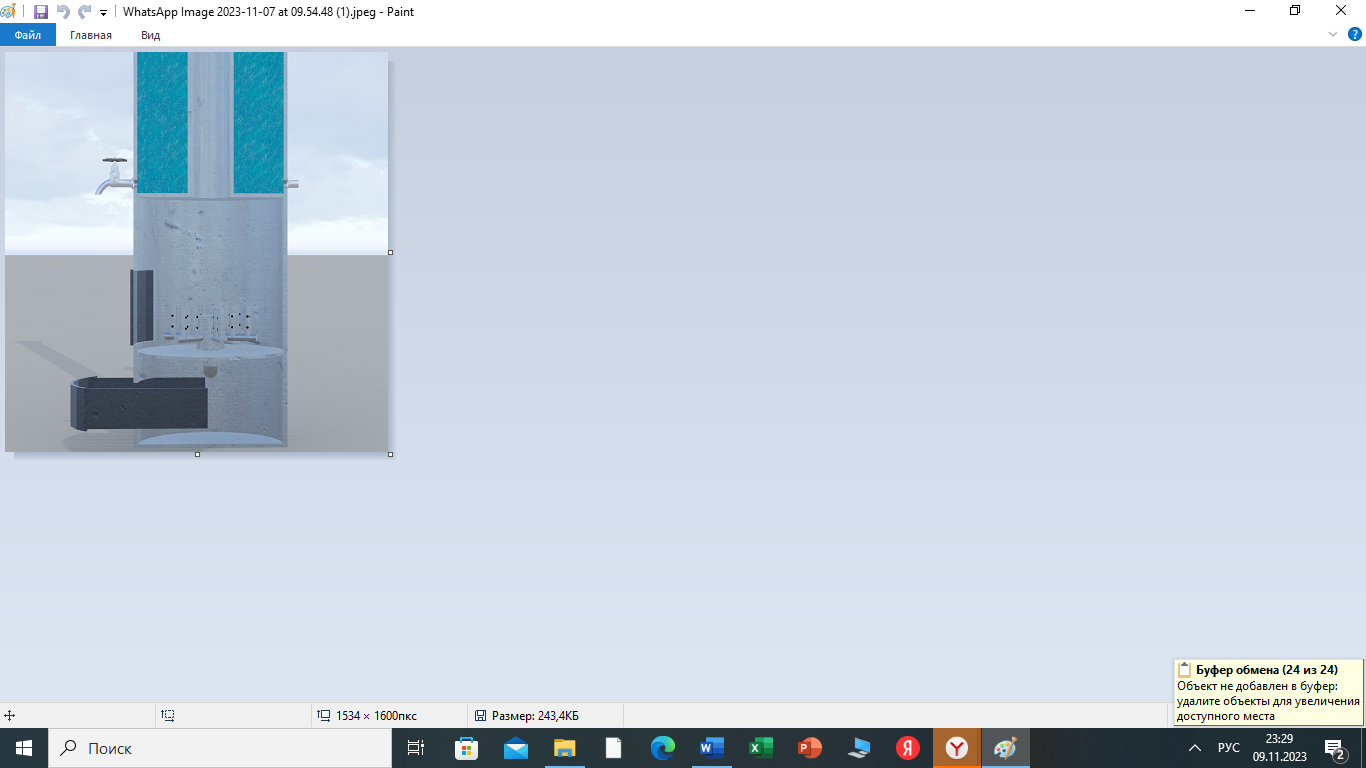 WhatsApp Image 2023-11-07 at 09.54.48 (1).jpeg - Paint
Файл Главная Вид
Буфер обмена (24 из 24)
Объект не добавлен в буфер:
удалите объекты для увеличения
доступного места
1534 × 1600пкс Размер: 243,4КБ
Поиск
РУС
23:29
09.11.2023
2